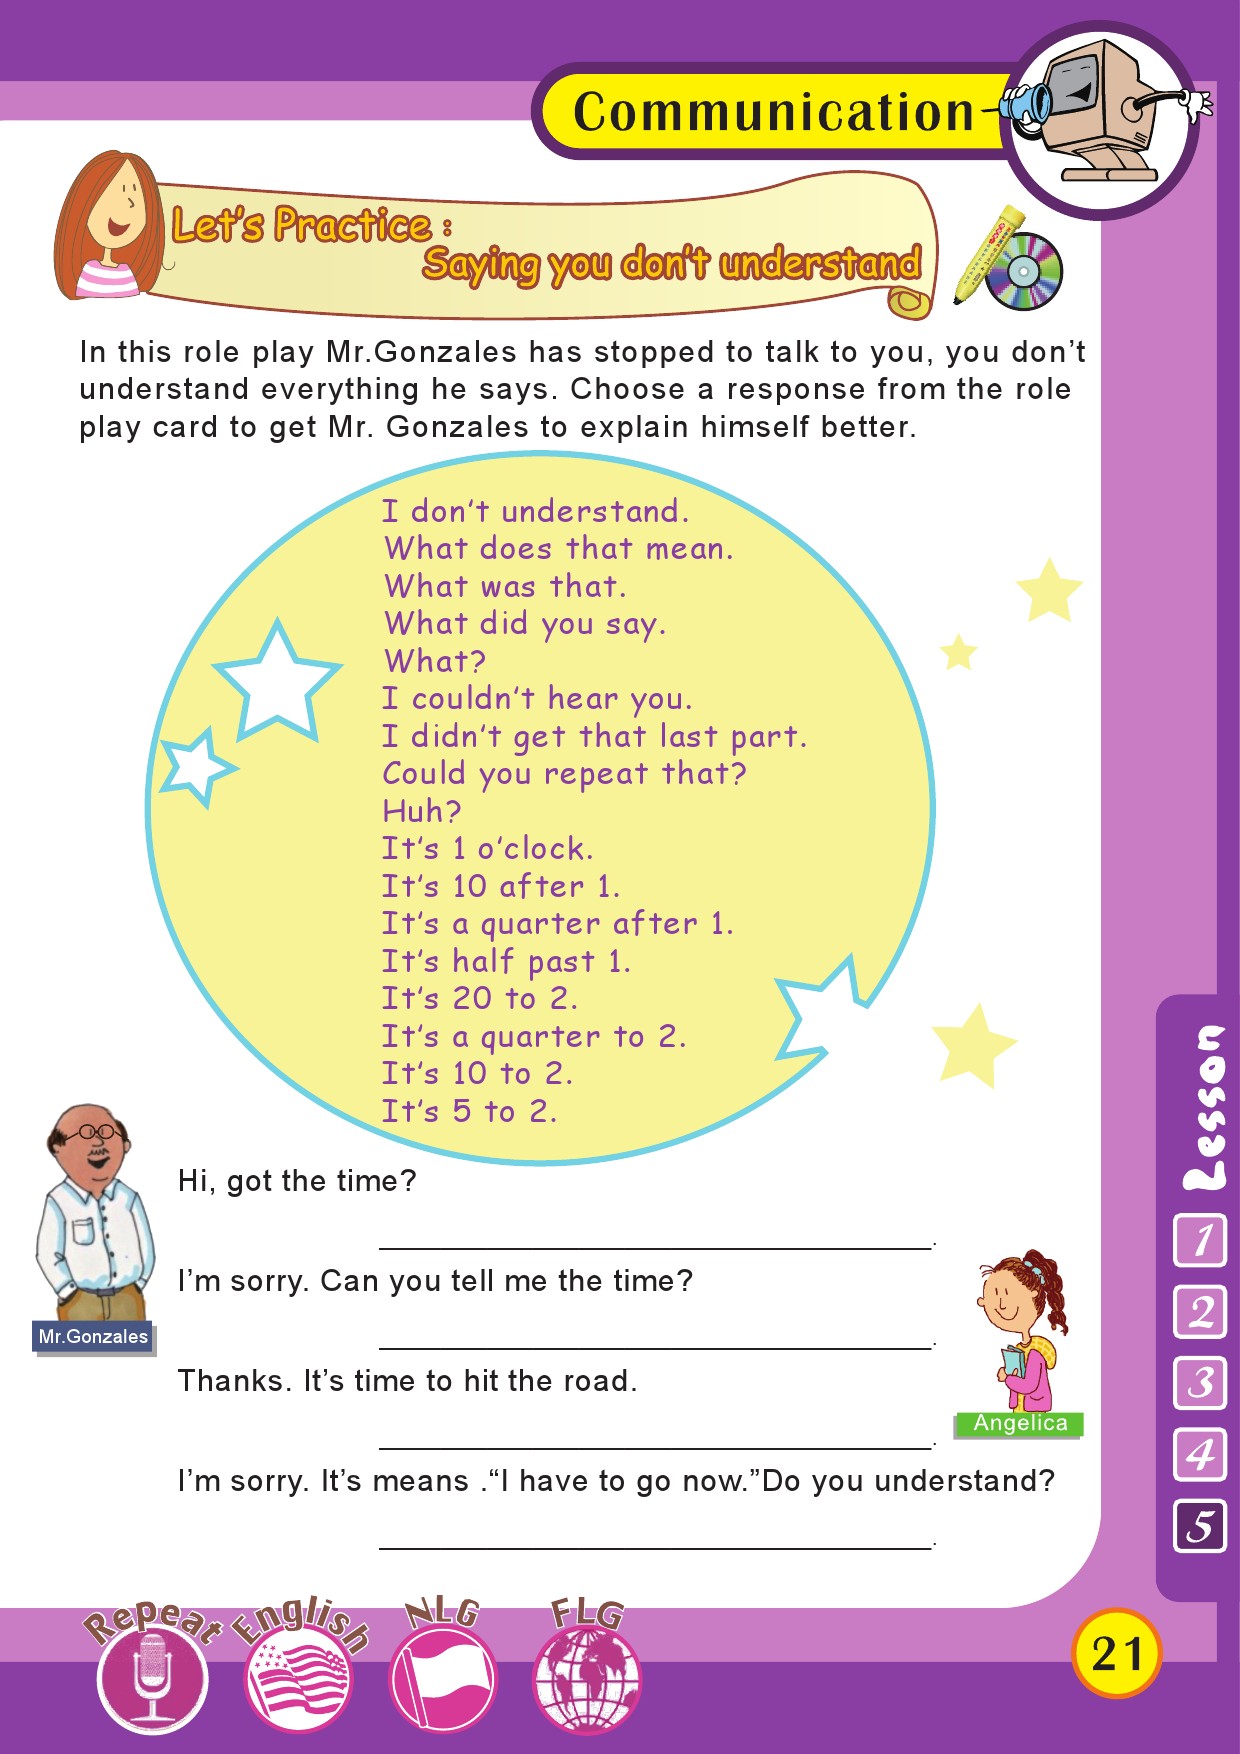 Communication
Let's Practice :
Saying you don't understand
In this role play Mr.Gonzales has stopped to talk to you, you don't
understand everything he says. Choose a response from the role
play card to get Mr. Gonzales to explain himself better.
I don't understand.
What does that mean.
What was that.
What did you say.
What?
I couldn't hear you.
I didn't get that last part.
Could you repeat that?
Huh?
It's 1 o'clock.
It's 10 after 1.
It's a quarter after 1.
It's half past 1.
It's 20 to 2.
It's a quarter to 2.
It's 10 to 2.
It's 5 to 2.
Hi, got the time?
____________________.
I'm sorry. Can you tell me the time?
____________________.
Mr.Gonzales
Thanks. It's time to hit the road.
Angelica
____________________.
I'm sorry. It's means .“I have to go now.”Do you understand?
____________________.
Lesson
1
2
3
4
5
Repeat
English
NLG
FLG
21